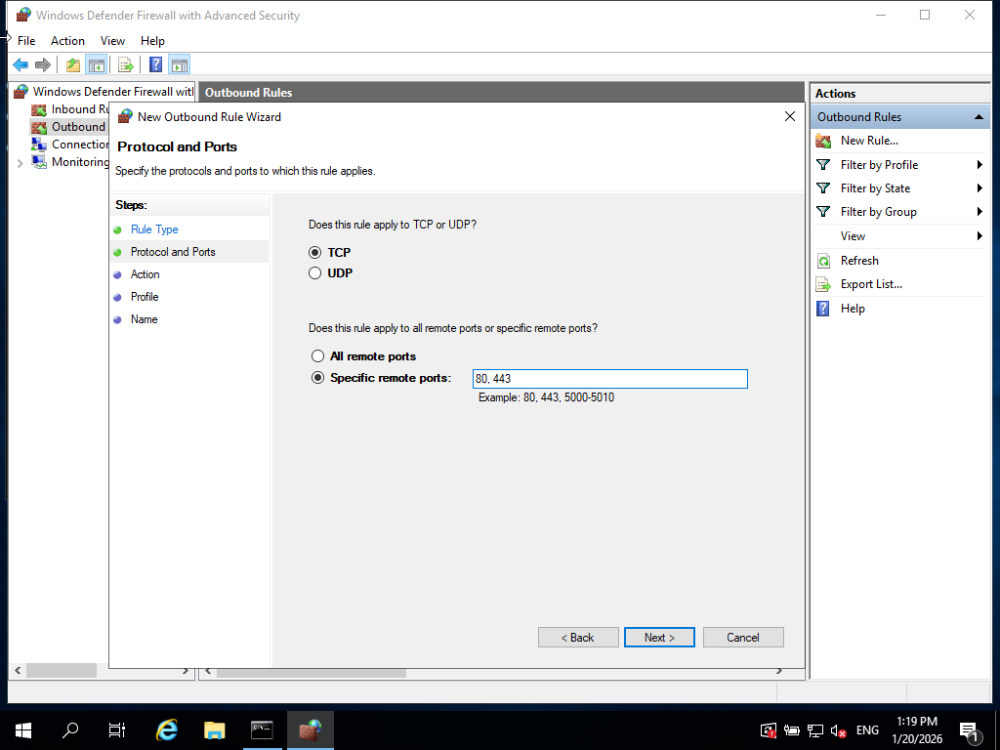 Windows Defender Firewall with Advanced Security
File Action View Help
Windows Defender Firewall with
Inbound Ru
Outbound
Connection
Monitoring
Outbound Rules
New Outbound Rule Wizard
Protocol and Ports
Specify the protocols and ports to which this rule applies.
Steps:
Rule Type
Protocol and Ports
Action
Profile
Name
Does this rule apply to TCP or UDP?
TCP
UDP
Does this rule apply to all remote ports or specific remote ports?
All remote ports
Specific remote ports: 80, 443
Example: 80, 443, 5000-5010
< Back Next > Cancel
Actions
Outbound Rules
New Rule...
Filter by Profile
Filter by State
Filter by Group
View
Refresh
Export List...
Help
ENG
1:19 PM
1/20/2026
1